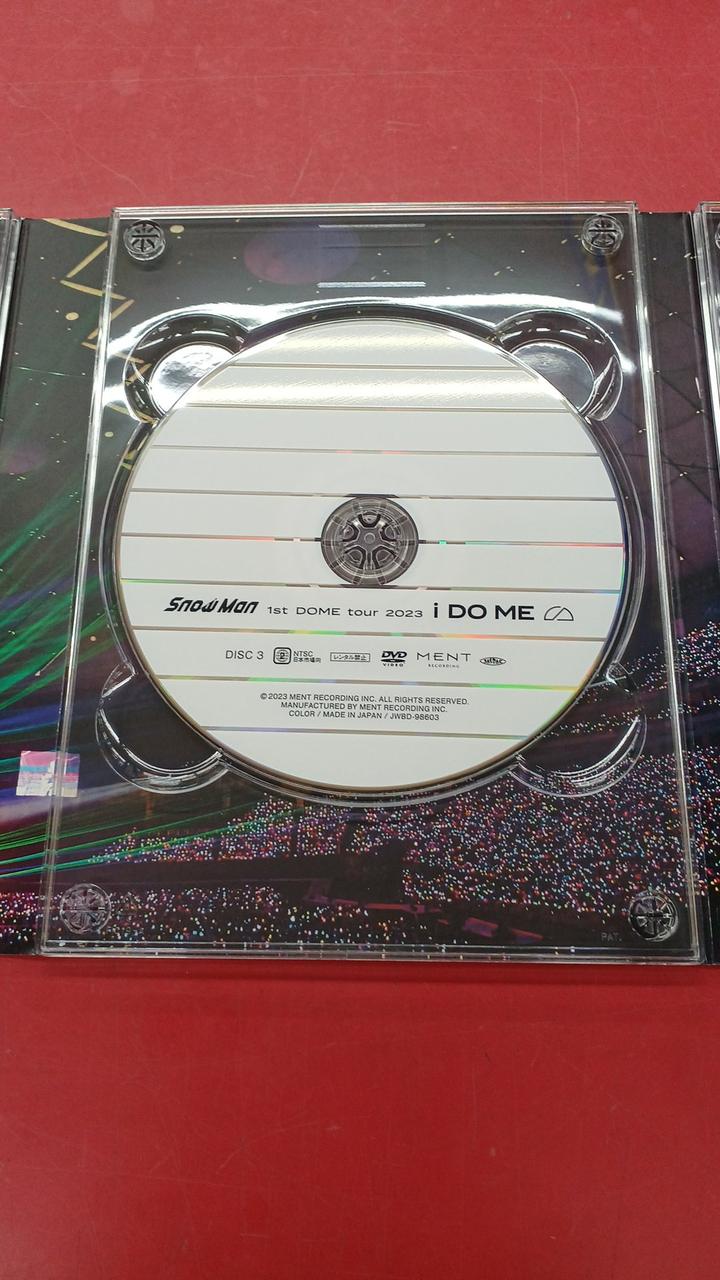 Snow Man 1st DOME tour 2023 i DO ME
DISC 3 2 NTSC 日本市場向 レンタル禁止 DVD VIDEO MENT RECORDING
©2023 MENT RECORDING INC. ALL RIGHTS RESERVED.
MANUFACTURED BY MENT RECORDING INC.
COLOR / MADE IN JAPAN / JWBD-98603
PAT.